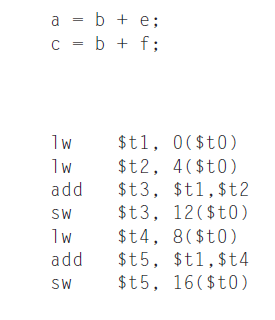 a = b + e;
c = b + f;
lw $t1, 0($t0)
lw $t2, 4($t0)
add $t3, $t1,$t2
sw $t3, 12($t0)
lw $t4, 8($t0)
add $t5, $t1,$t4
sw $t5, 16($t0)